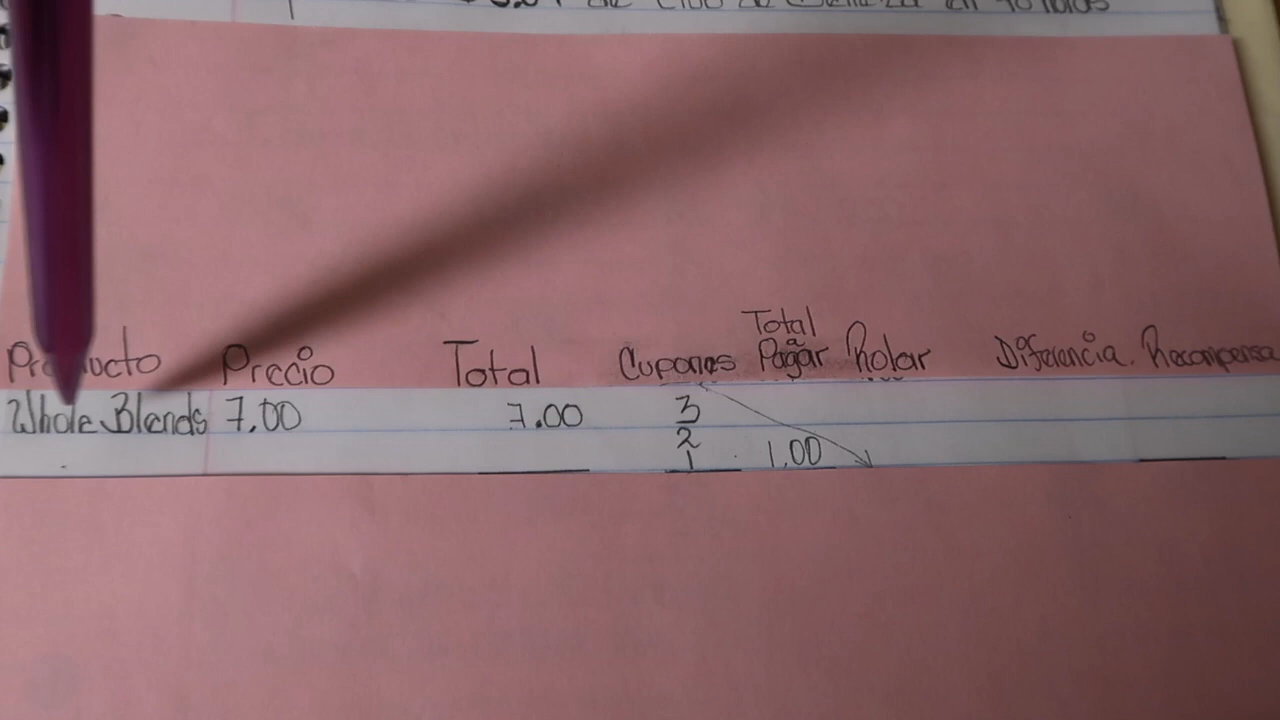 Total
Producto Precio Total Cupones Pagar Rolar Diferencia. Recompensa
Whole Blends 7.00 7.00 3
2
1 1.00